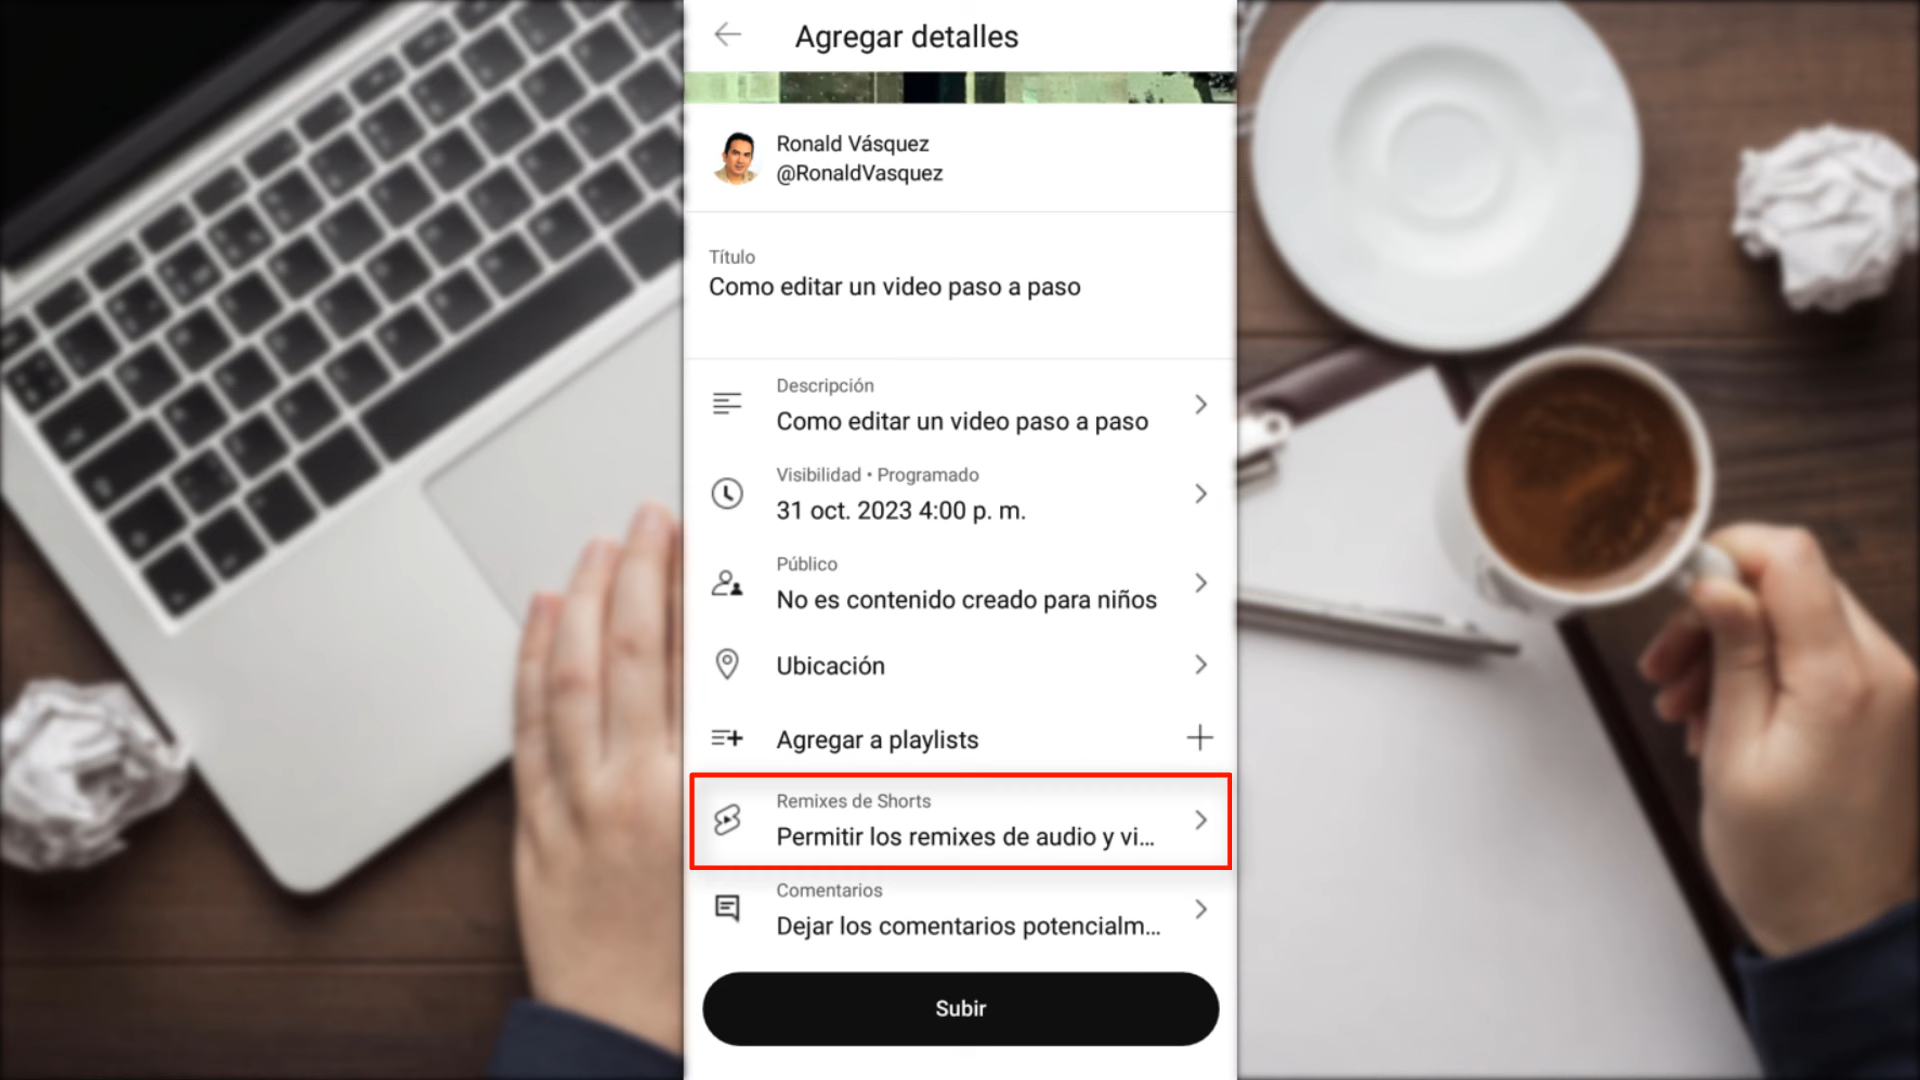 Agregar detalles
Ronald Vásquez
@RonaldVasquez
Título
Como editar un video paso a paso
Descripción
Como editar un video paso a paso
Visibilidad • Programado
31 oct. 2023 4:00 p. m.
Público
No es contenido creado para niños
Ubicación
Agregar a playlists
Remixes de Shorts
Permitir los remixes de audio y vi...
Comentarios
Dejar los comentarios potencialm...
Subir